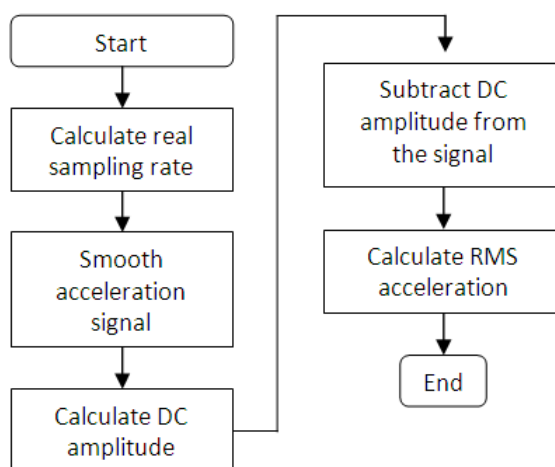 Start
Calculate real
sampling rate
Smooth
acceleration
signal
Calculate DC
amplitude
Subtract DC
amplitude from
the signal
Calculate RMS
acceleration
End